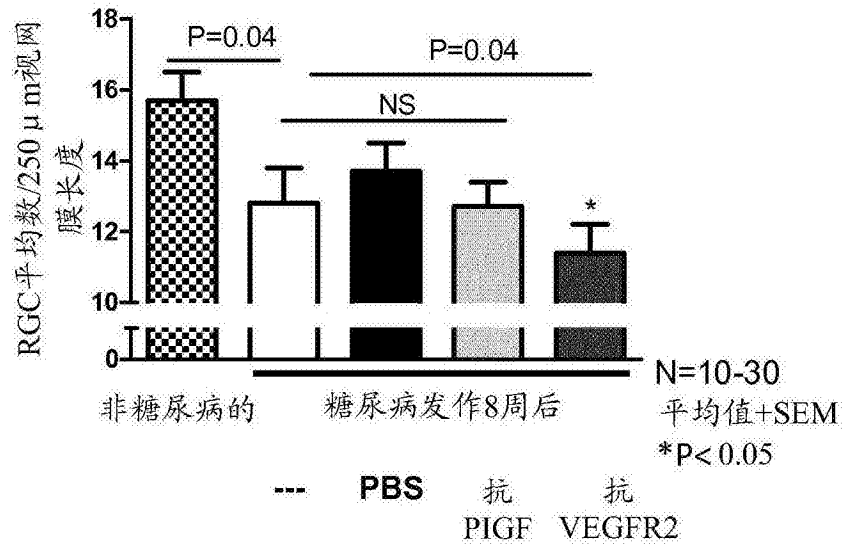 RGC平均数/250μm视网
膜长度
18
16
14
12
10
0
P=0.04
P=0.04
NS
*
非糖尿病的
糖尿病发作8周后
N=10-30
平均值+SEM
*P<0.05
---
PBS
抗
PIGF
抗
VEGFR2